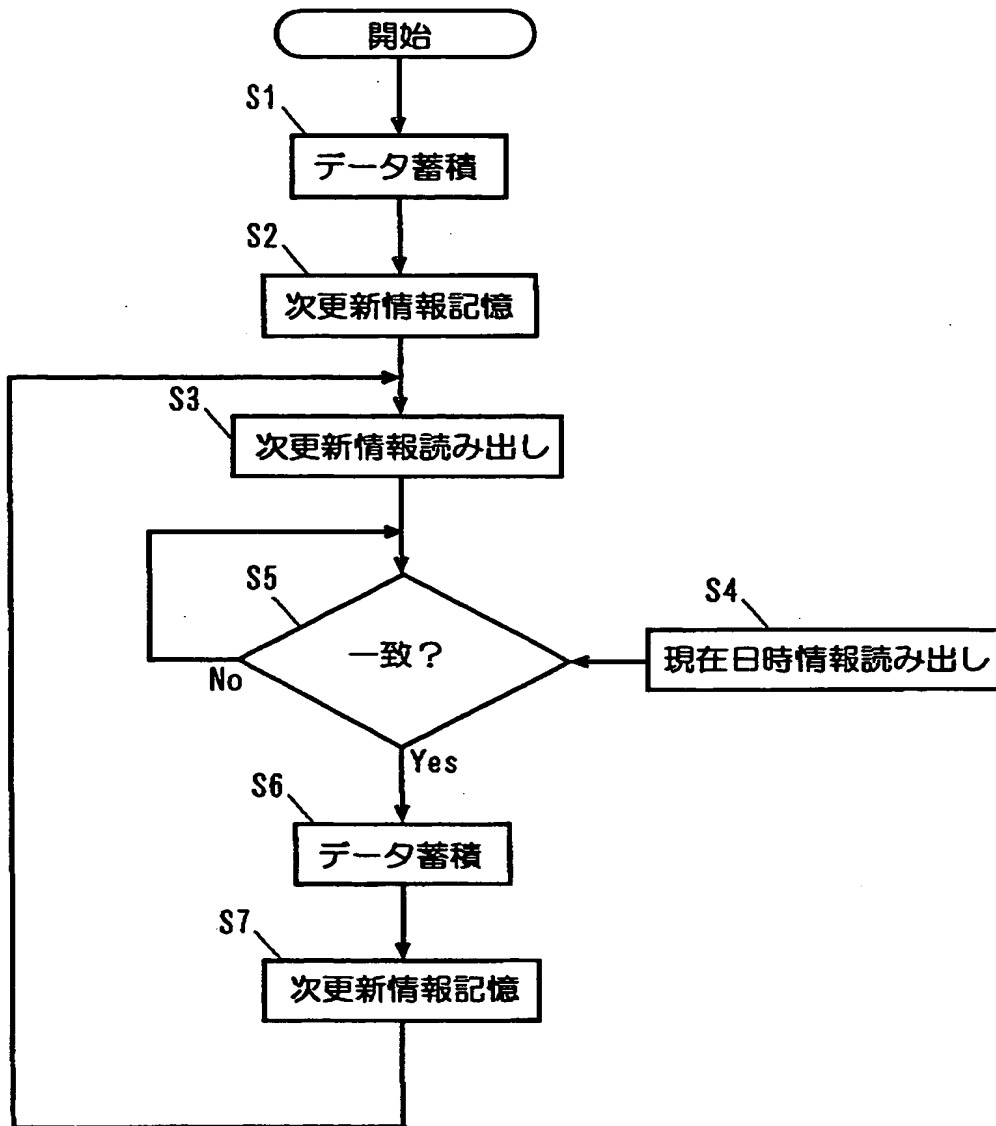 開始
S1
データ蓄積
S2
次更新情報記憶
S3
次更新情報読み出し
S5
一致?
No
Yes
S4
現在日時情報読み出し
S6
データ蓄積
S7
次更新情報記憶